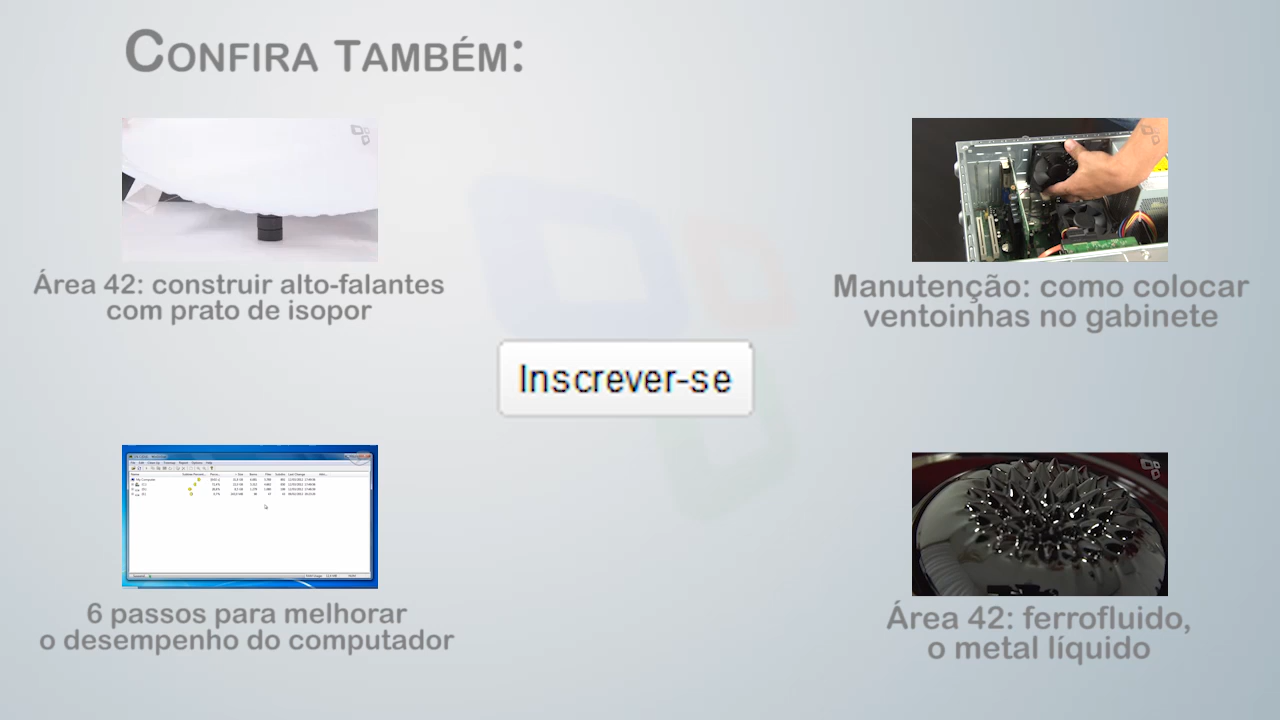 Confira Também:
Área 42: construir alto-falantes
com prato de isopor
Manutenção: como colocar
ventoinhas no gabinete
Inscrever-se
6 passos para melhorar
o desempenho do computador
Área 42: ferrofluido,
o metal líquido